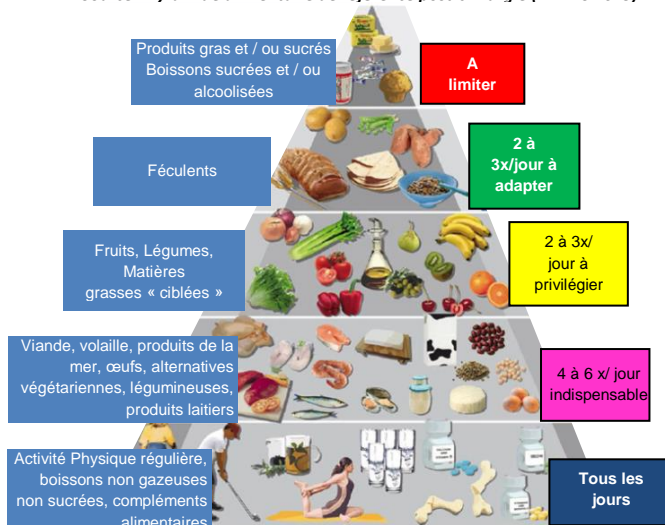 Produits gras et / ou sucrés
Boissons sucrées et / ou
alcoolisées
A
limiter
Féculents
2 à
3x/jour à
adapter
Fruits, Légumes,
Matières
grasses « ciblées »
2 à 3x/
jour à
privilégier
Viande, volaille, produits de la
mer, œufs, alternatives
végétariennes, légumineuses,
produits laitiers
4 à 6 x/ jour
indispensable
Activité Physique régulière,
boissons non gazeuses
non sucrées, compléments
alimentaires
Tous les
jours